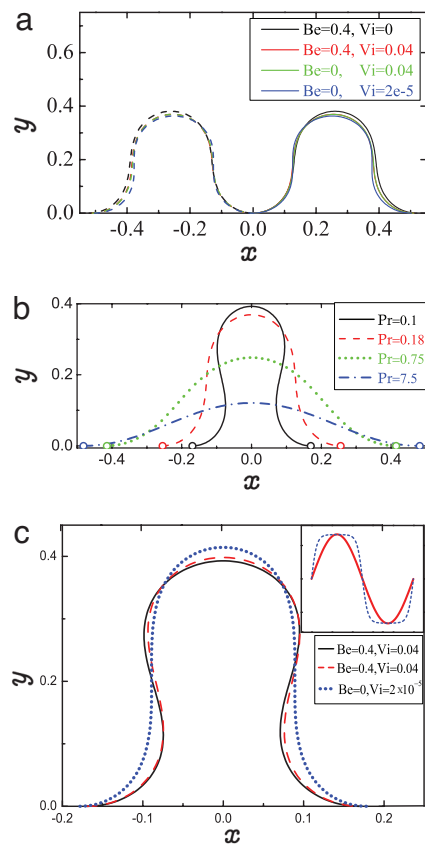 a
Be=0.4, Vi=0
Be=0.4, Vi=0.04
Be=0, Vi=0.04
Be=0, Vi=2e-5
y
0.6
0.4
0.2
0.0
-0.4 -0.2 0.0 0.2 0.4
x
b
Pr=0.1
Pr=0.18
Pr=0.75
Pr=7.5
y
0.4
0.2
0.0
-0.4 -0.2 0.0 0.2 0.4
x
c
Be=0.4,Vi=0.04
Be=0.4,Vi=0.04
Be=0,Vi=2×10⁻⁵
y
0.4
0.2
0.0
-0.2 -0.1 0.0 0.1 0.2
x